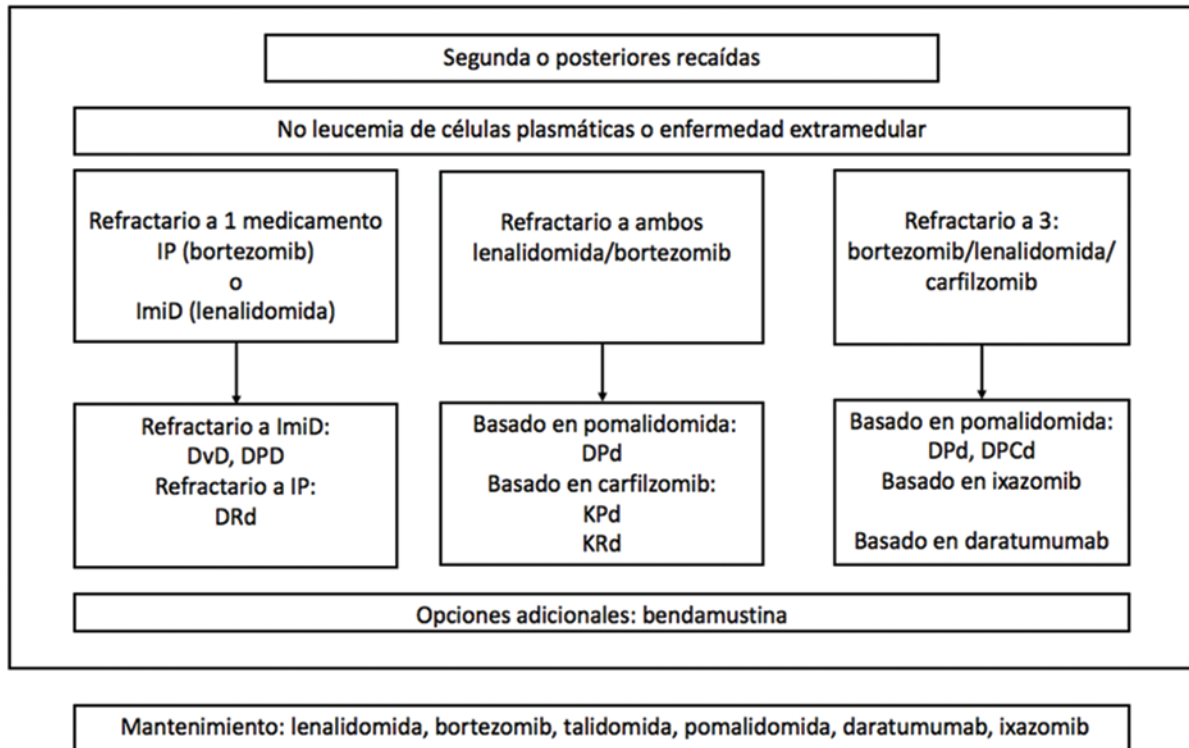 Segunda o posteriores recaídas
No leucemia de células plasmáticas o enfermedad extramedular
Refractario a 1 medicamento
IP (bortezomib)
o
ImiD (lenalidomida)
Refractario a ambos
lenalidomida/bortezomib
Refractario a 3:
bortezomib/lenalidomida/
carfilzomib
Refractario a ImiD:
DvD, DPD
Refractario a IP:
DRd
Basado en pomalidomida:
DPd
Basado en carfilzomib:
KPd
KRd
Basado en pomalidomida:
DPd, DPCd
Basado en ixazomib
Basado en daratumumab
Opciones adicionales: bendamustina
Mantenimiento: lenalidomida, bortezomib, talidomida, pomalidomida, daratumumab, ixazomib